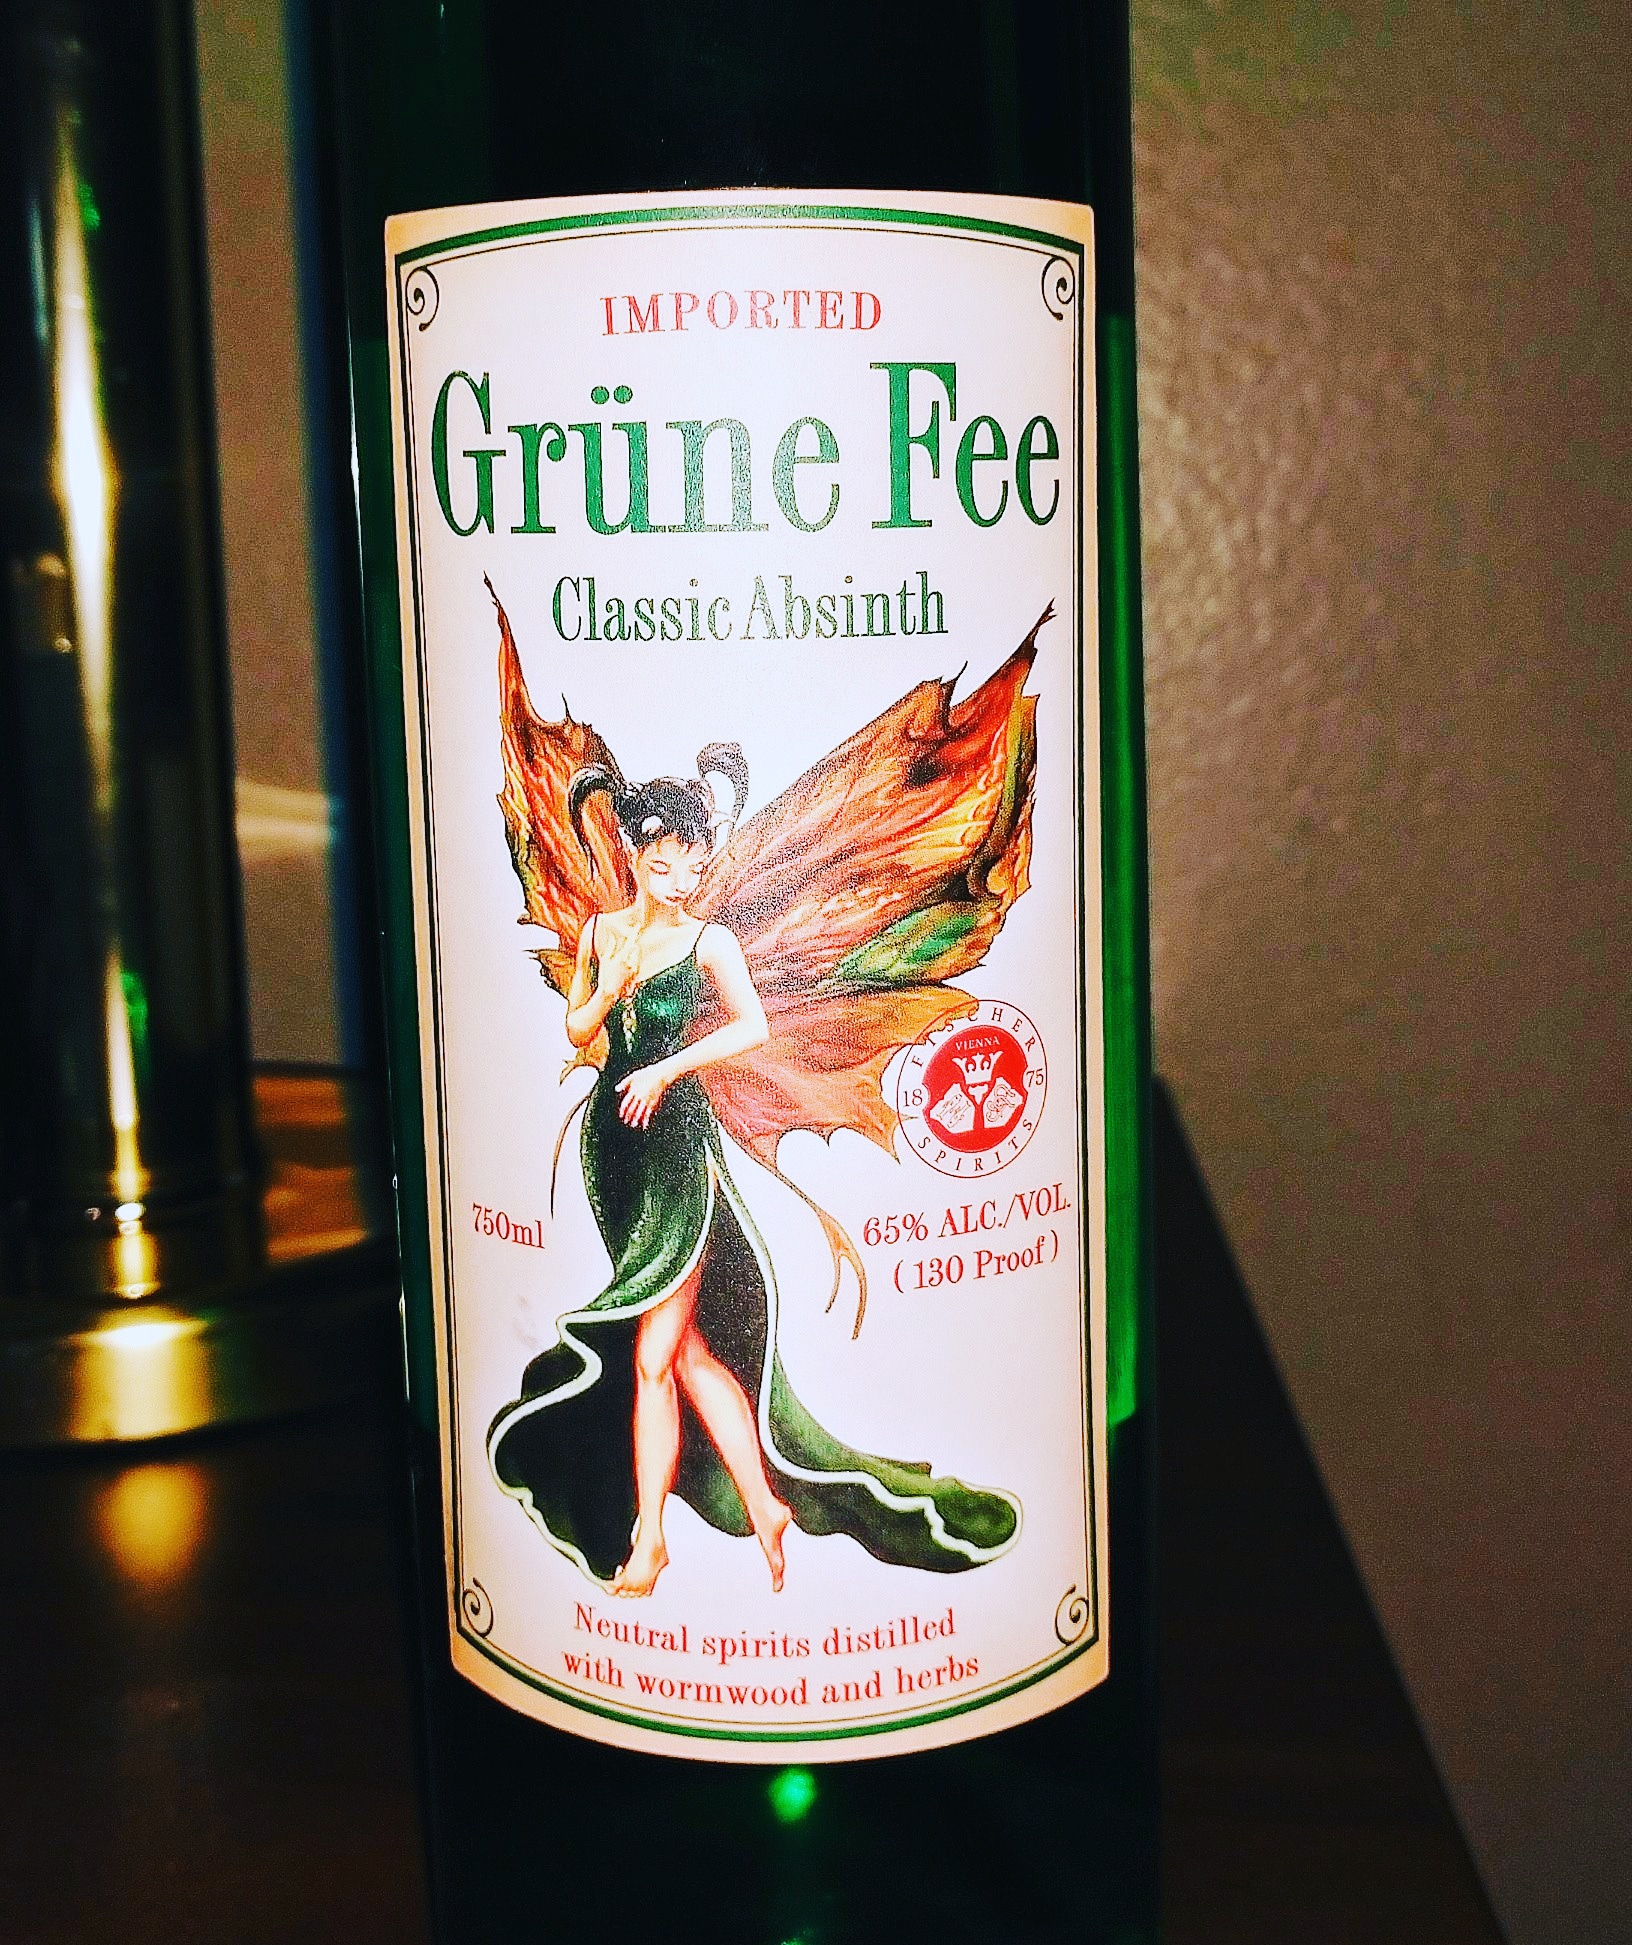 IMPORTED
Grüne Fee
Classic Absinth
FISCHER
VIENNA
18 75
SPIRITS
750ml
65% ALC./VOL.
( 130 Proof )
Neutral spirits distilled
with wormwood and herbs